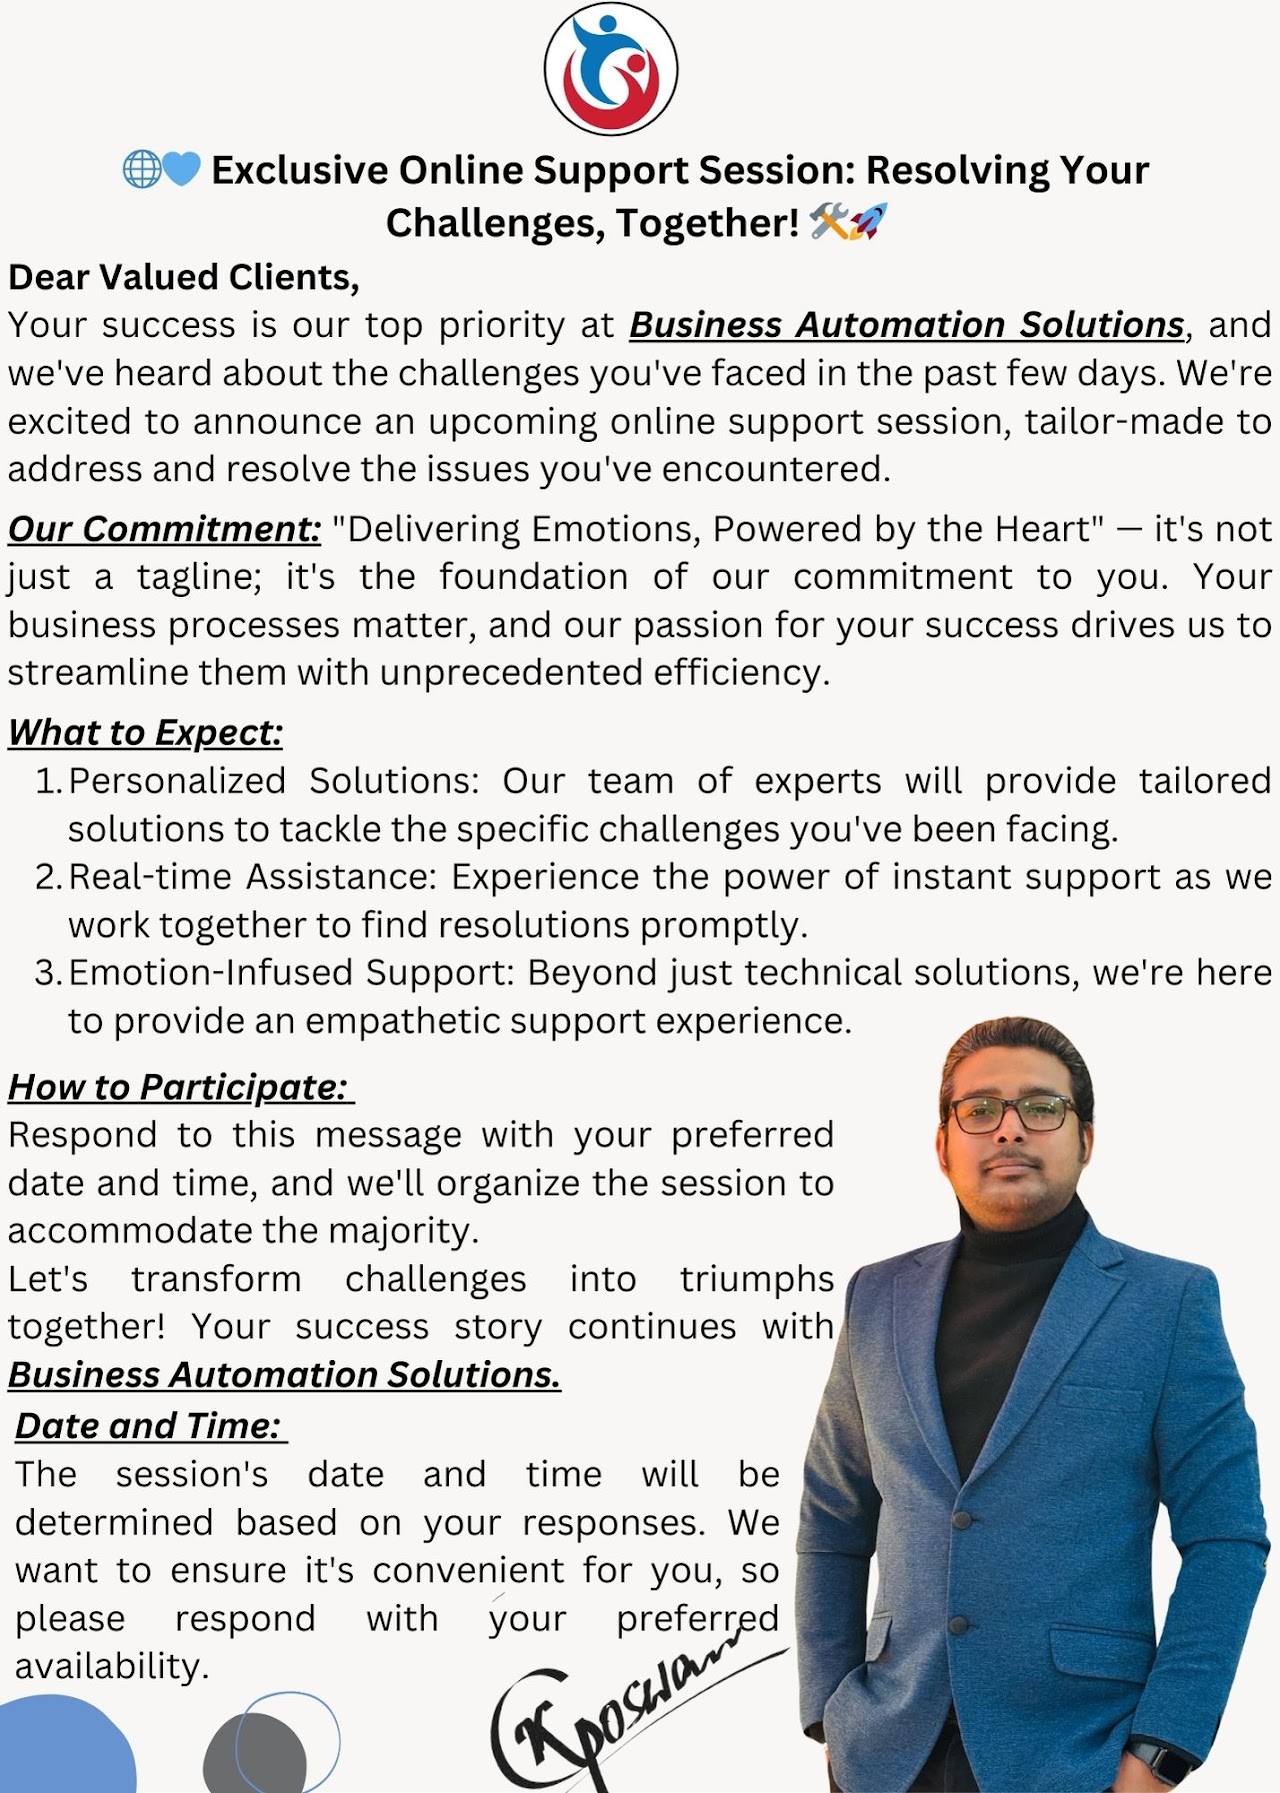 🌐💙 Exclusive Online Support Session: Resolving Your
Challenges, Together! 🛠️🚀
Dear Valued Clients,
Your success is our top priority at Business Automation Solutions, and
we've heard about the challenges you've faced in the past few days. We're
excited to announce an upcoming online support session, tailor-made to
address and resolve the issues you've encountered.
Our Commitment: "Delivering Emotions, Powered by the Heart" — it's not
just a tagline; it's the foundation of our commitment to you. Your
business processes matter, and our passion for your success drives us to
streamline them with unprecedented efficiency.
What to Expect:
1. Personalized Solutions: Our team of experts will provide tailored
solutions to tackle the specific challenges you've been facing.
2. Real-time Assistance: Experience the power of instant support as we
work together to find resolutions promptly.
3. Emotion-Infused Support: Beyond just technical solutions, we're here
to provide an empathetic support experience.
How to Participate:
Respond to this message with your preferred
date and time, and we'll organize the session to
accommodate the majority.
Let's transform challenges into triumphs
together! Your success story continues with
Business Automation Solutions.
Date and Time:
The session's date and time will be
determined based on your responses. We
want to ensure it's convenient for you, so
please respond with your preferred
availability.